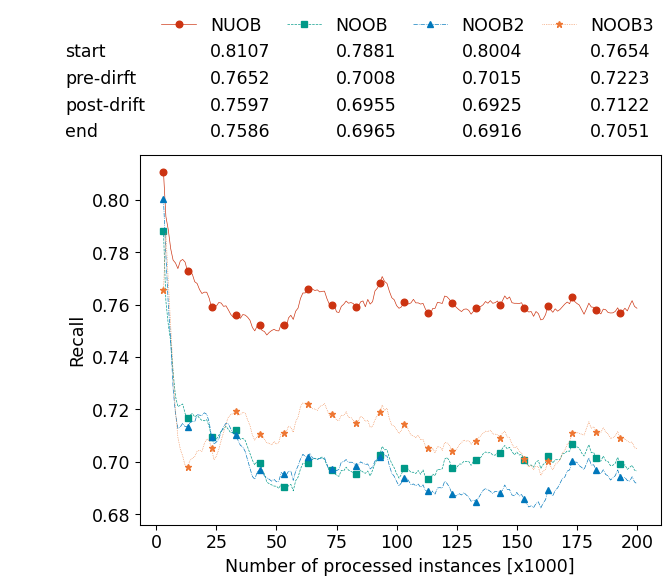 NUOB NOOB NOOB2 NOOB3
start 0.8107 0.7881 0.8004 0.7654
pre-dirft 0.7652 0.7008 0.7015 0.7223
post-drift 0.7597 0.6955 0.6925 0.7122
end 0.7586 0.6965 0.6916 0.7051
0.80
0.78
0.76
0.74
0.72
0.70
0.68
Recall
0 25 50 75 100 125 150 175 200
Number of processed instances [x1000]